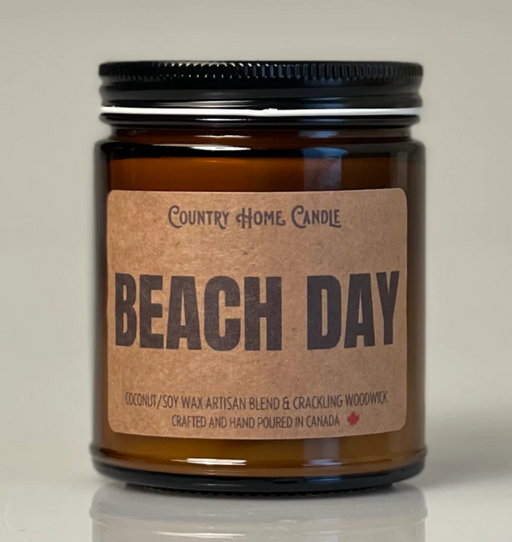 COUNTRY HOME CANDLE
BEACH DAY
COCONUT/SOY WAX ARTISAN BLEND & CRACKLING WOODWICK
CRAFTED AND HAND POURED IN CANADA